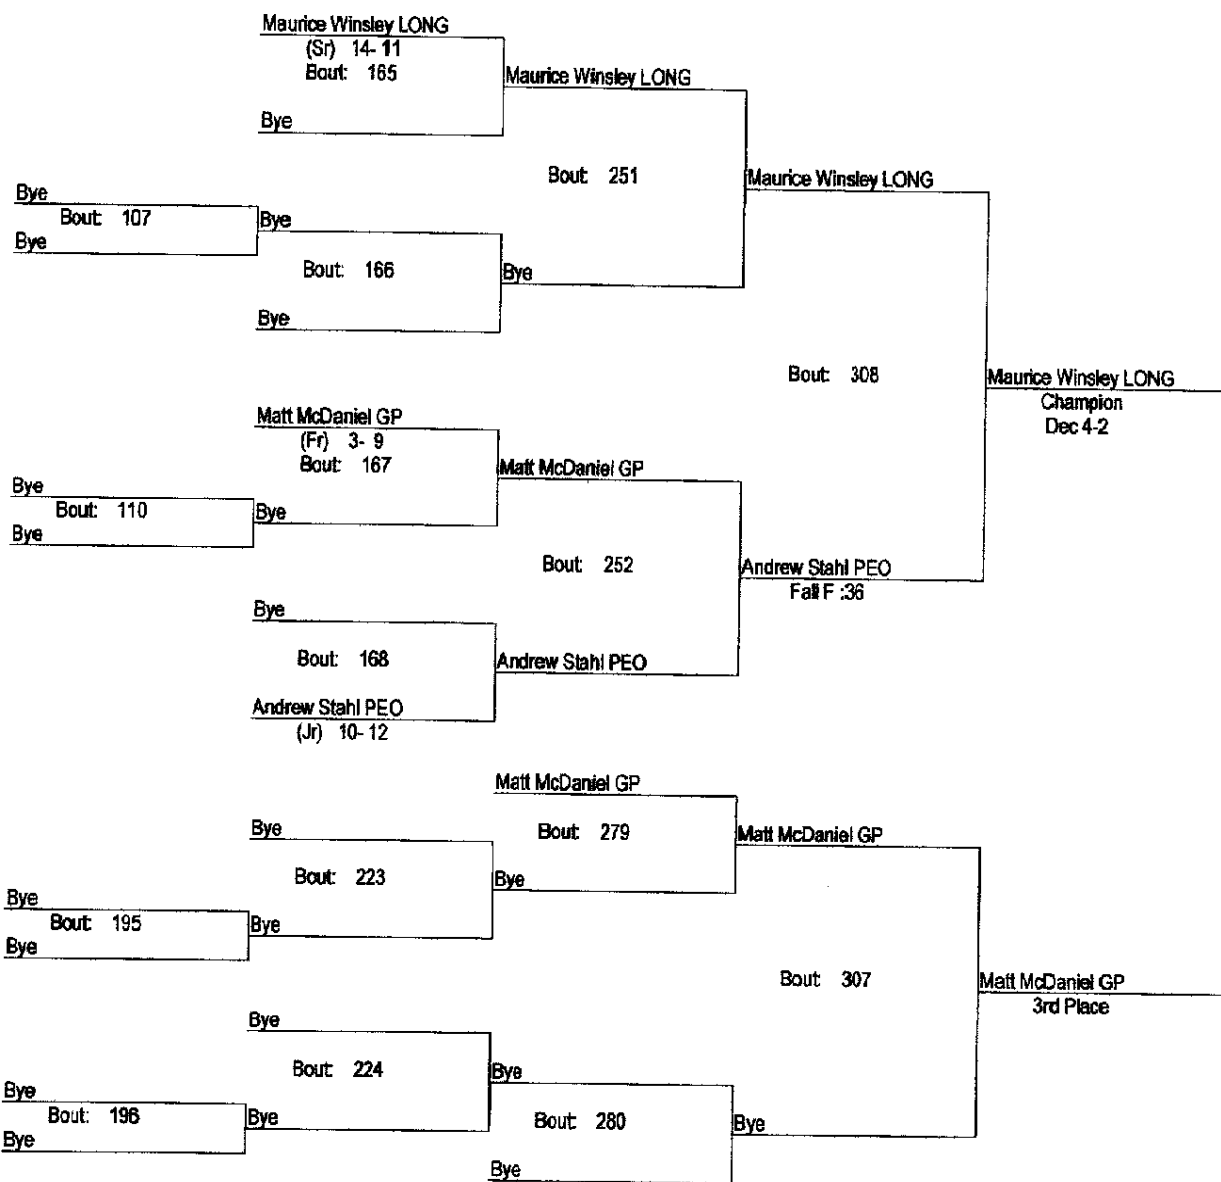 Maurice Winsley LONG
(Sr) 14- 11
Bout: 165
Maurice Winsley LONG
Bye
Bout: 251
Maurice Winsley LONG
Bye
Bout: 107
Bye
Bye
Bout: 166
Bye
Bye
Bout: 308
Maurice Winsley LONG
Champion
Dec 4-2
Matt McDaniel GP
(Fr) 3- 9
Bout: 167
Matt McDaniel GP
Bye
Bout: 110
Bye
Bye
Bout: 252
Andrew Stahl PEO
Fall F :36
Bye
Bout: 168
Andrew Stahl PEO
Andrew Stahl PEO
(Jr) 10- 12
Matt McDaniel GP
Bout: 279
Matt McDaniel GP
Bye
Bout: 223
Bye
Bye
Bout: 195
Bye
Bye
Bout: 307
Matt McDaniel GP
3rd Place
Bye
Bout: 224
Bye
Bye
Bout: 196
Bye
Bye
Bout: 280
Bye
Bye